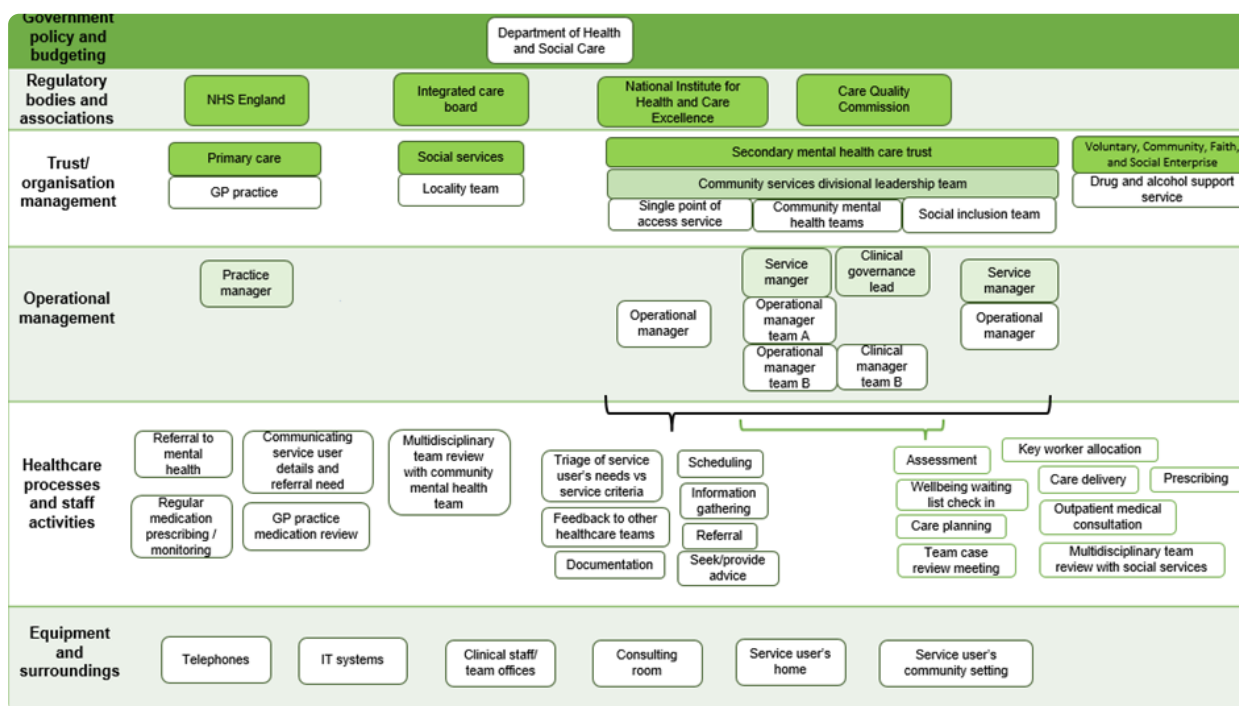 Government
policy and
budgeting
Department of Health
and Social Care
Regulatory
bodies and
associations
NHS England
Integrated care
board
National Institute for
Health and Care
Excellence
Care Quality
Commission
Trust/
organisation
management
Primary care
GP practice
Social services
Locality team
Secondary mental health care trust
Community services divisional leadership team
Single point of
access service
Community mental
health teams
Social inclusion team
Voluntary, Community, Faith,
and Social Enterprise
Drug and alcohol support
service
Operational
management
Practice
manager
Operational
manager
Service
manger
Operational
manager
team A
Operational
manager
team B
Clinical
governance
lead
Clinical
manager
team B
Service
manager
Operational
manager
Healthcare
processes
and staff
activities
Referral to
mental
health
Communicating
service user
details and
referral need
Multidisciplinary
team review
with community
mental health
team
Regular
medication
prescribing /
monitoring
GP practice
medication review
Triage of service
user's needs vs
service criteria
Feedback to other
healthcare teams
Documentation
Scheduling
Information
gathering
Referral
Seek/provide
advice
Assessment
Wellbeing waiting
list check in
Care planning
Team case
review meeting
Key worker allocation
Care delivery
Prescribing
Outpatient medical
consultation
Multidisciplinary team
review with social services
Equipment
and
surroundings
Telephones
IT systems
Clinical staff/
team offices
Consulting
room
Service user's
home
Service user's
community setting